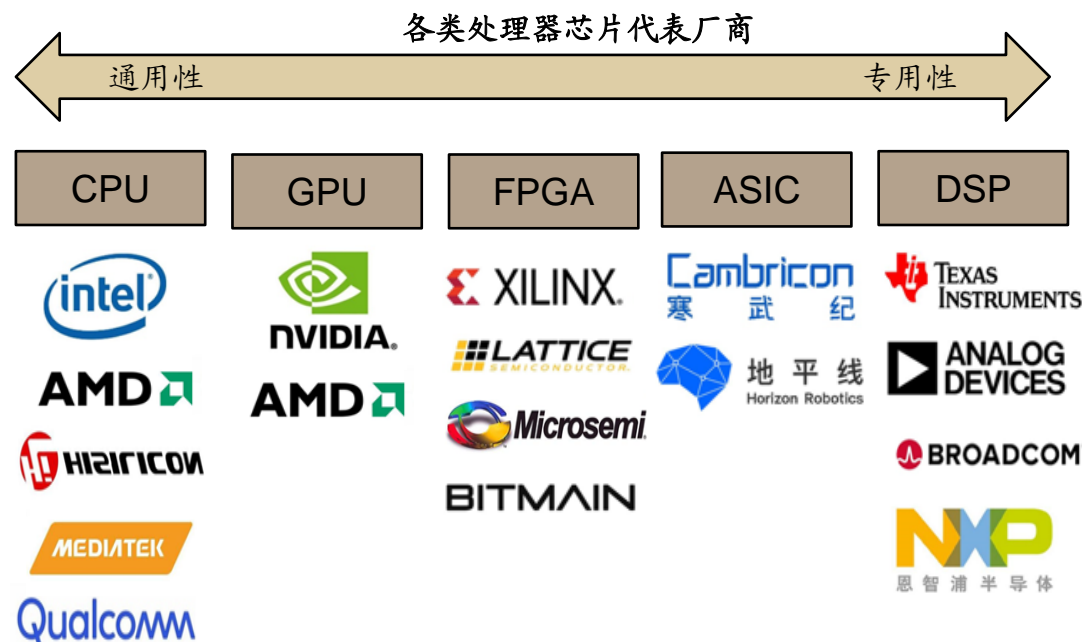 各类处理器芯片代表厂商
通用性
专用性
CPU
GPU
FPGA
ASIC
DSP
intel
AMD
HISILICON
MEDIATEK
Qualcomm
NVIDIA.
AMD
XILINX.
LATTICE
SEMICONDUCTOR.
Microsemi.
BITMAIN
Cambricon
寒武纪
地平线
Horizon Robotics
TEXAS
INSTRUMENTS
ANALOG
DEVICES
BROADCOM
NXP
恩智浦半导体